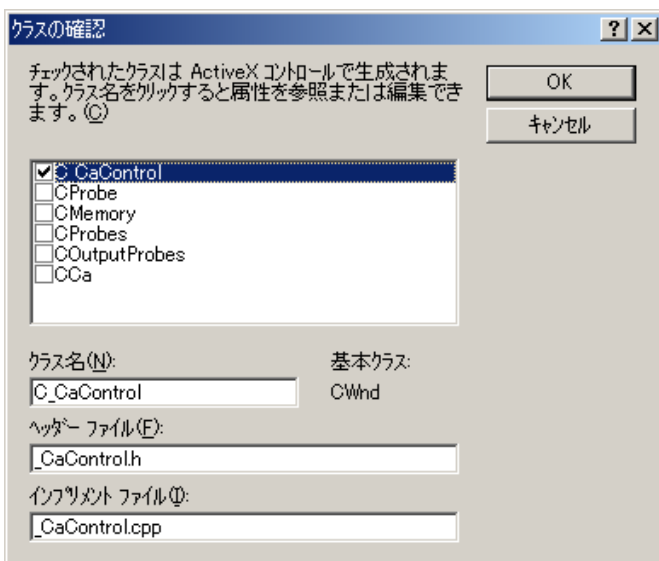 クラスの確認
チェックされたクラスは ActiveX コントロールで生成されま
す。クラス名をクリックすると属性を参照または編集でき
ます。(C)
OK
キャンセル
C_CaControl
CProbe
CMemory
CProbes
COutputProbes
CCa
クラス名(N):
基本クラス:
C_CaControl
CWnd
ヘッダー ファイル(F):
_CaControl.h
インプリメント ファイル(I):
_CaControl.cpp